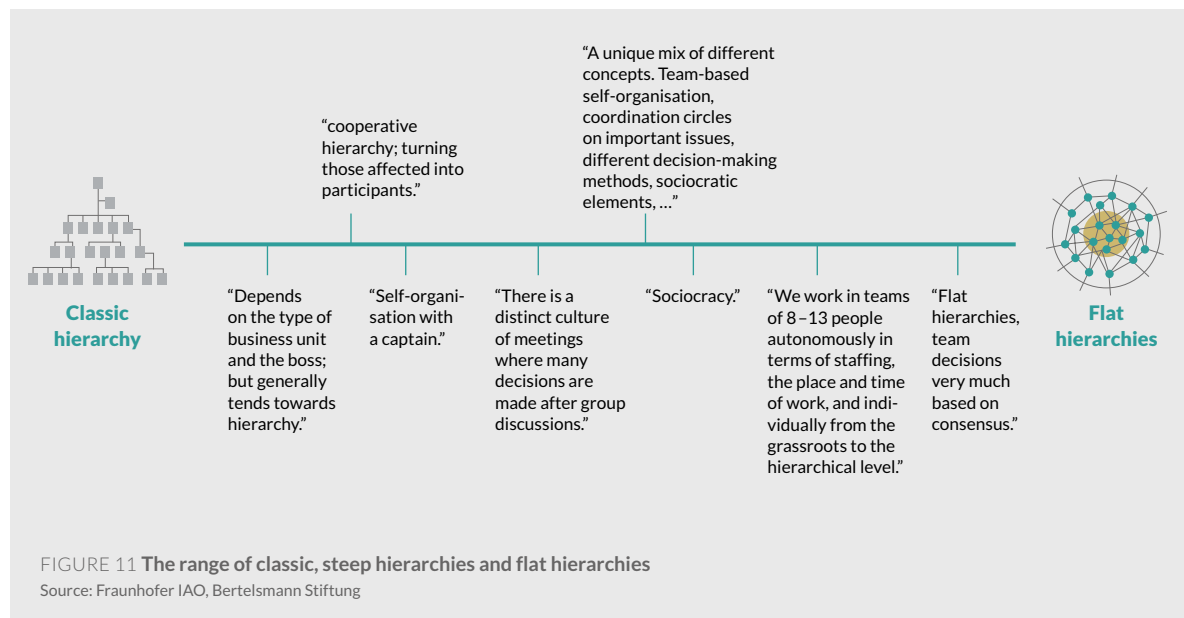 “A unique mix of different
concepts. Team-based
self-organisation,
coordination circles
on important issues,
different decision-making
methods, sociocratic
elements, …”
“cooperative
hierarchy; turning
those affected into
participants.”
Classic
hierarchy
“Depends
on the type of
business unit
and the boss;
but generally
tends towards
hierarchy.”
“Self-organi-
sation with
a captain.”
“There is a
distinct culture
of meetings
where many
decisions are
made after group
discussions.”
“Sociocracy.”
“We work in teams
of 8 – 13 people
autonomously in
terms of staffing,
the place and time
of work, and indi-
vidually from the
grassroots to the
hierarchical level.”
“Flat
hierarchies,
team
decisions
very much
based on
consensus.”
Flat
hierarchies
FIGURE 11 The range of classic, steep hierarchies and flat hierarchies
Source: Fraunhofer IAO, Bertelsmann Stiftung